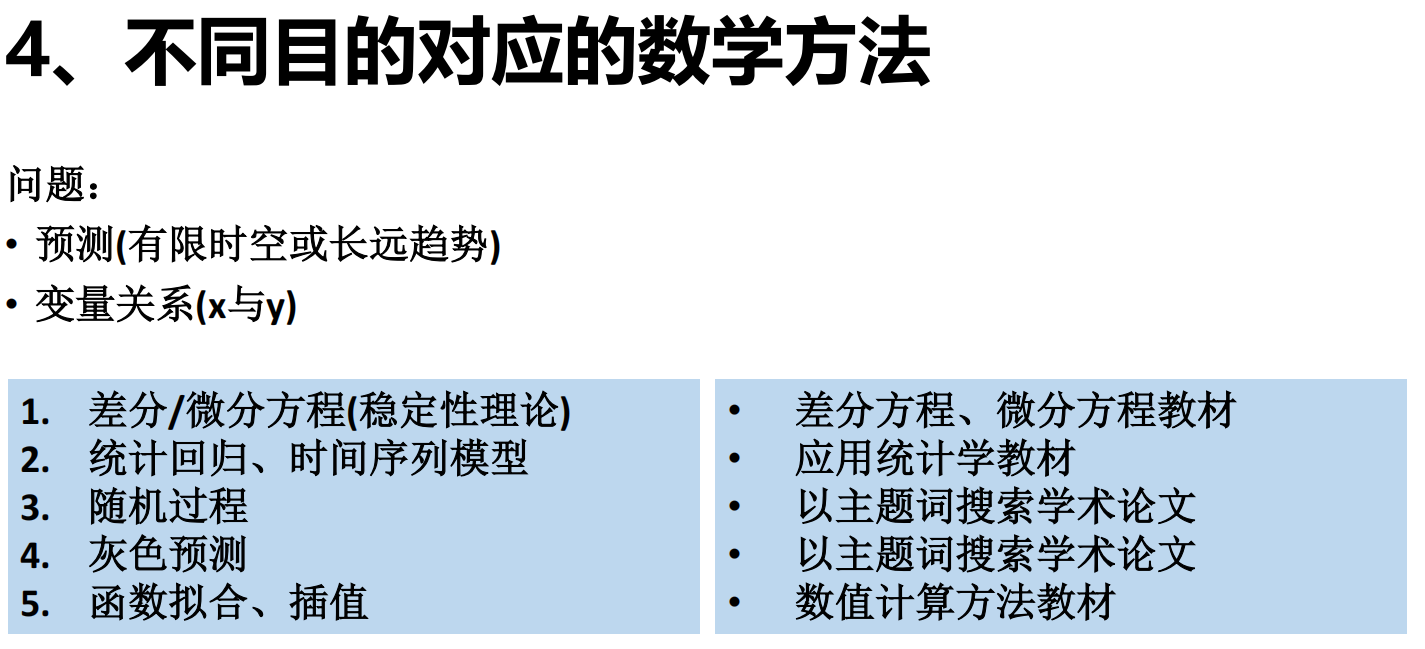 4、不同目的对应的数学方法
问题：
• 预测(有限时空或长远趋势)
• 变量关系(x与y)
1. 差分/微分方程(稳定性理论)
2. 统计回归、时间序列模型
3. 随机过程
4. 灰色预测
5. 函数拟合、插值
• 差分方程、微分方程教材
• 应用统计学教材
• 以主题词搜索学术论文
• 以主题词搜索学术论文
• 数值计算方法教材